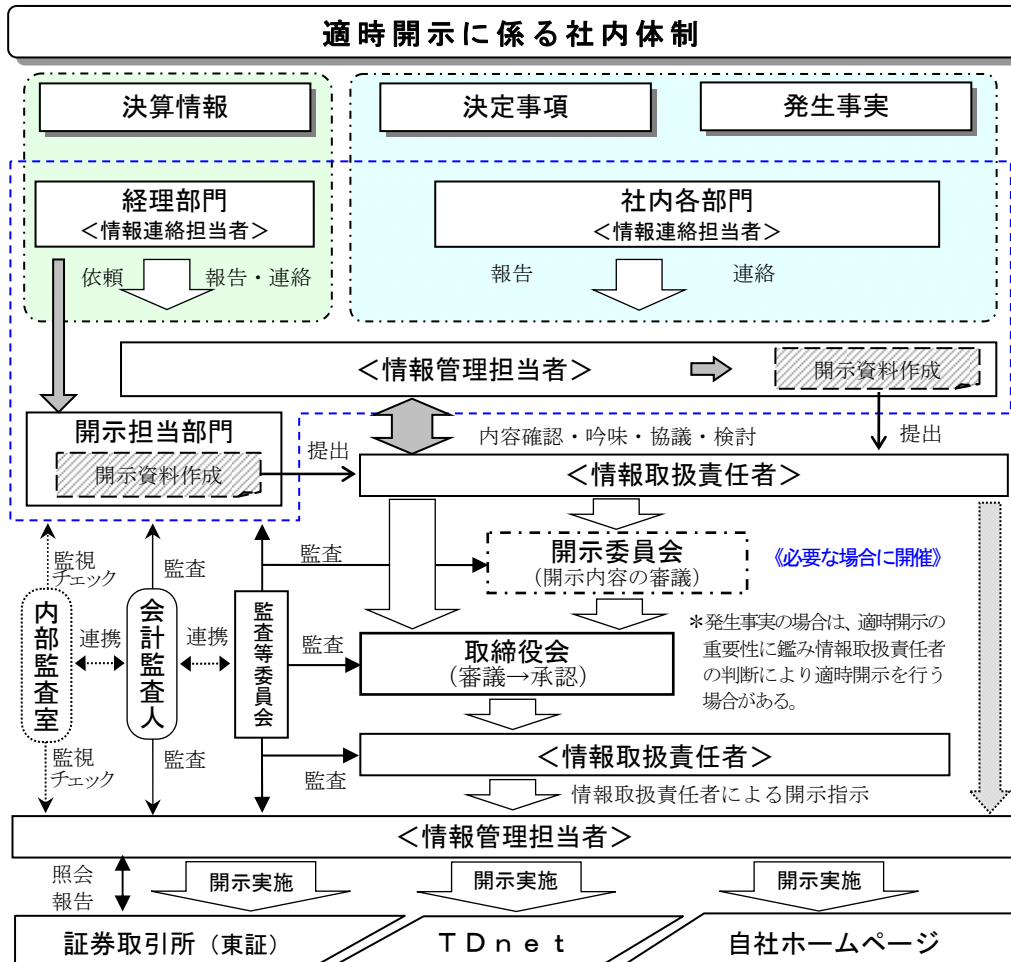 適時開示に係る社内体制
決算情報
決定事項
発生事実
経理部門
＜情報連絡担当者＞
社内各部門
＜情報連絡担当者＞
依頼
報告・連絡
報告
連絡
＜情報管理担当者＞
開示資料作成
開示担当部門
開示資料作成
提出
内容確認・吟味・協議・検討
提出
＜情報取扱責任者＞
監視
チェック
監査
監査
開示委員会
（開示内容の審議）
《必要な場合に開催》
内部監査室
連携
会計監査人
連携
監査等委員会
監査
取締役会
（審議→承認）
＊発生事実の場合は、適時開示の
重要性に鑑み情報取扱責任者
の判断により適時開示を行う
場合がある。
監視
チェック
監査
監査
＜情報取扱責任者＞
情報取扱責任者による開示指示
＜情報管理担当者＞
照会
報告
開示実施
開示実施
開示実施
証券取引所（東証）
ＴＤｎｅｔ
自社ホームページ